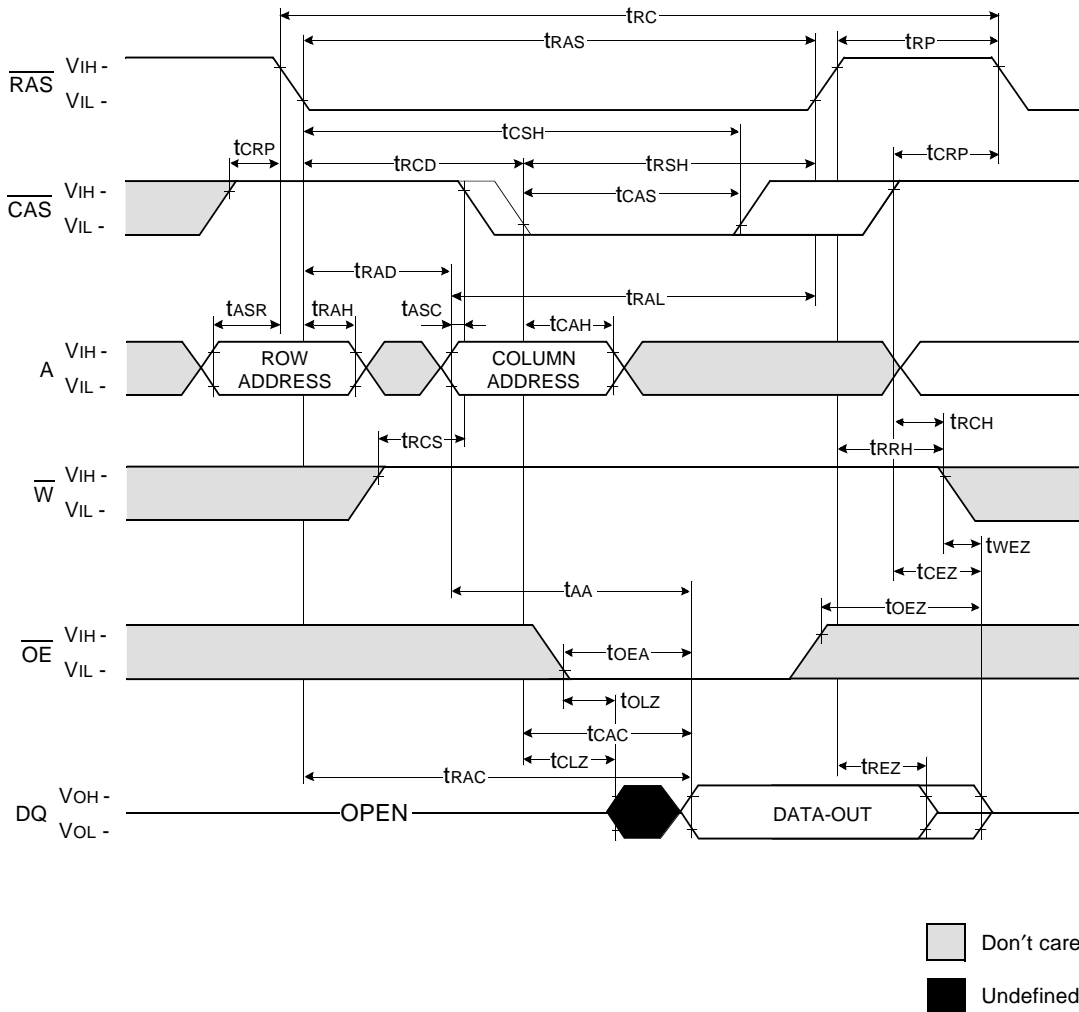 tRC
tRAS
tRP
RAS
VIH -
VIL -
tCSH
tCRP
tRCD
tRSH
tCRP
CAS
VIH -
VIL -
tCAS
tRAD
tRAL
tASR
tRAH
tASC
tCAH
A
VIH -
VIL -
ROW
ADDRESS
COLUMN
ADDRESS
tRCH
tRCS
tRRH
W
VIH -
VIL -
tWEZ
tCEZ
tAA
tOEZ
OE
VIH -
VIL -
tOEA
tOLZ
tCAC
tCLZ
tRAC
tREZ
DQ
VOH -
VOL -
OPEN
DATA-OUT
Don′t care
Undefined